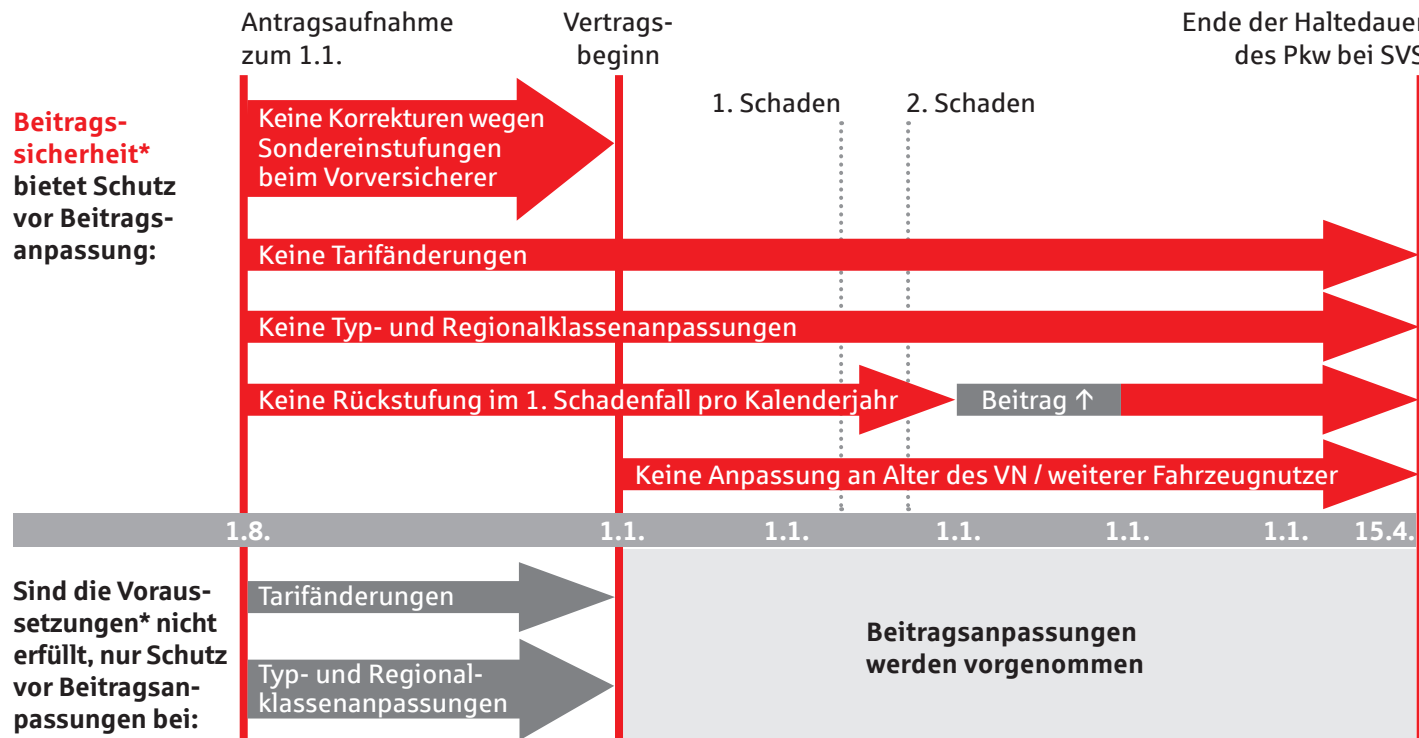 Antragsaufnahme
zum 1.1.
Vertrags-
beginn
Ende der Haltedauer
des Pkw bei SVS
1. Schaden
2. Schaden
Beitrags-
sicherheit*
bietet Schutz
vor Beitrags-
anpassung:
Keine Korrekturen wegen
Sondereinstufungen
beim Vorversicherer
Keine Tarifänderungen
Keine Typ- und Regionalklassenanpassungen
Keine Rückstufung im 1. Schadenfall pro Kalenderjahr
Beitrag ↑
Keine Anpassung an Alter des VN / weiterer Fahrzeugnutzer
1.8. 1.1. 1.1. 1.1. 1.1. 1.1. 15.4.
Sind die Voraus-
setzungen* nicht
erfüllt, nur Schutz
vor Beitragsan-
passungen bei:
Tarifänderungen
Typ- und Regional-
klassenanpassungen
Beitragsanpassungen
werden vorgenommen